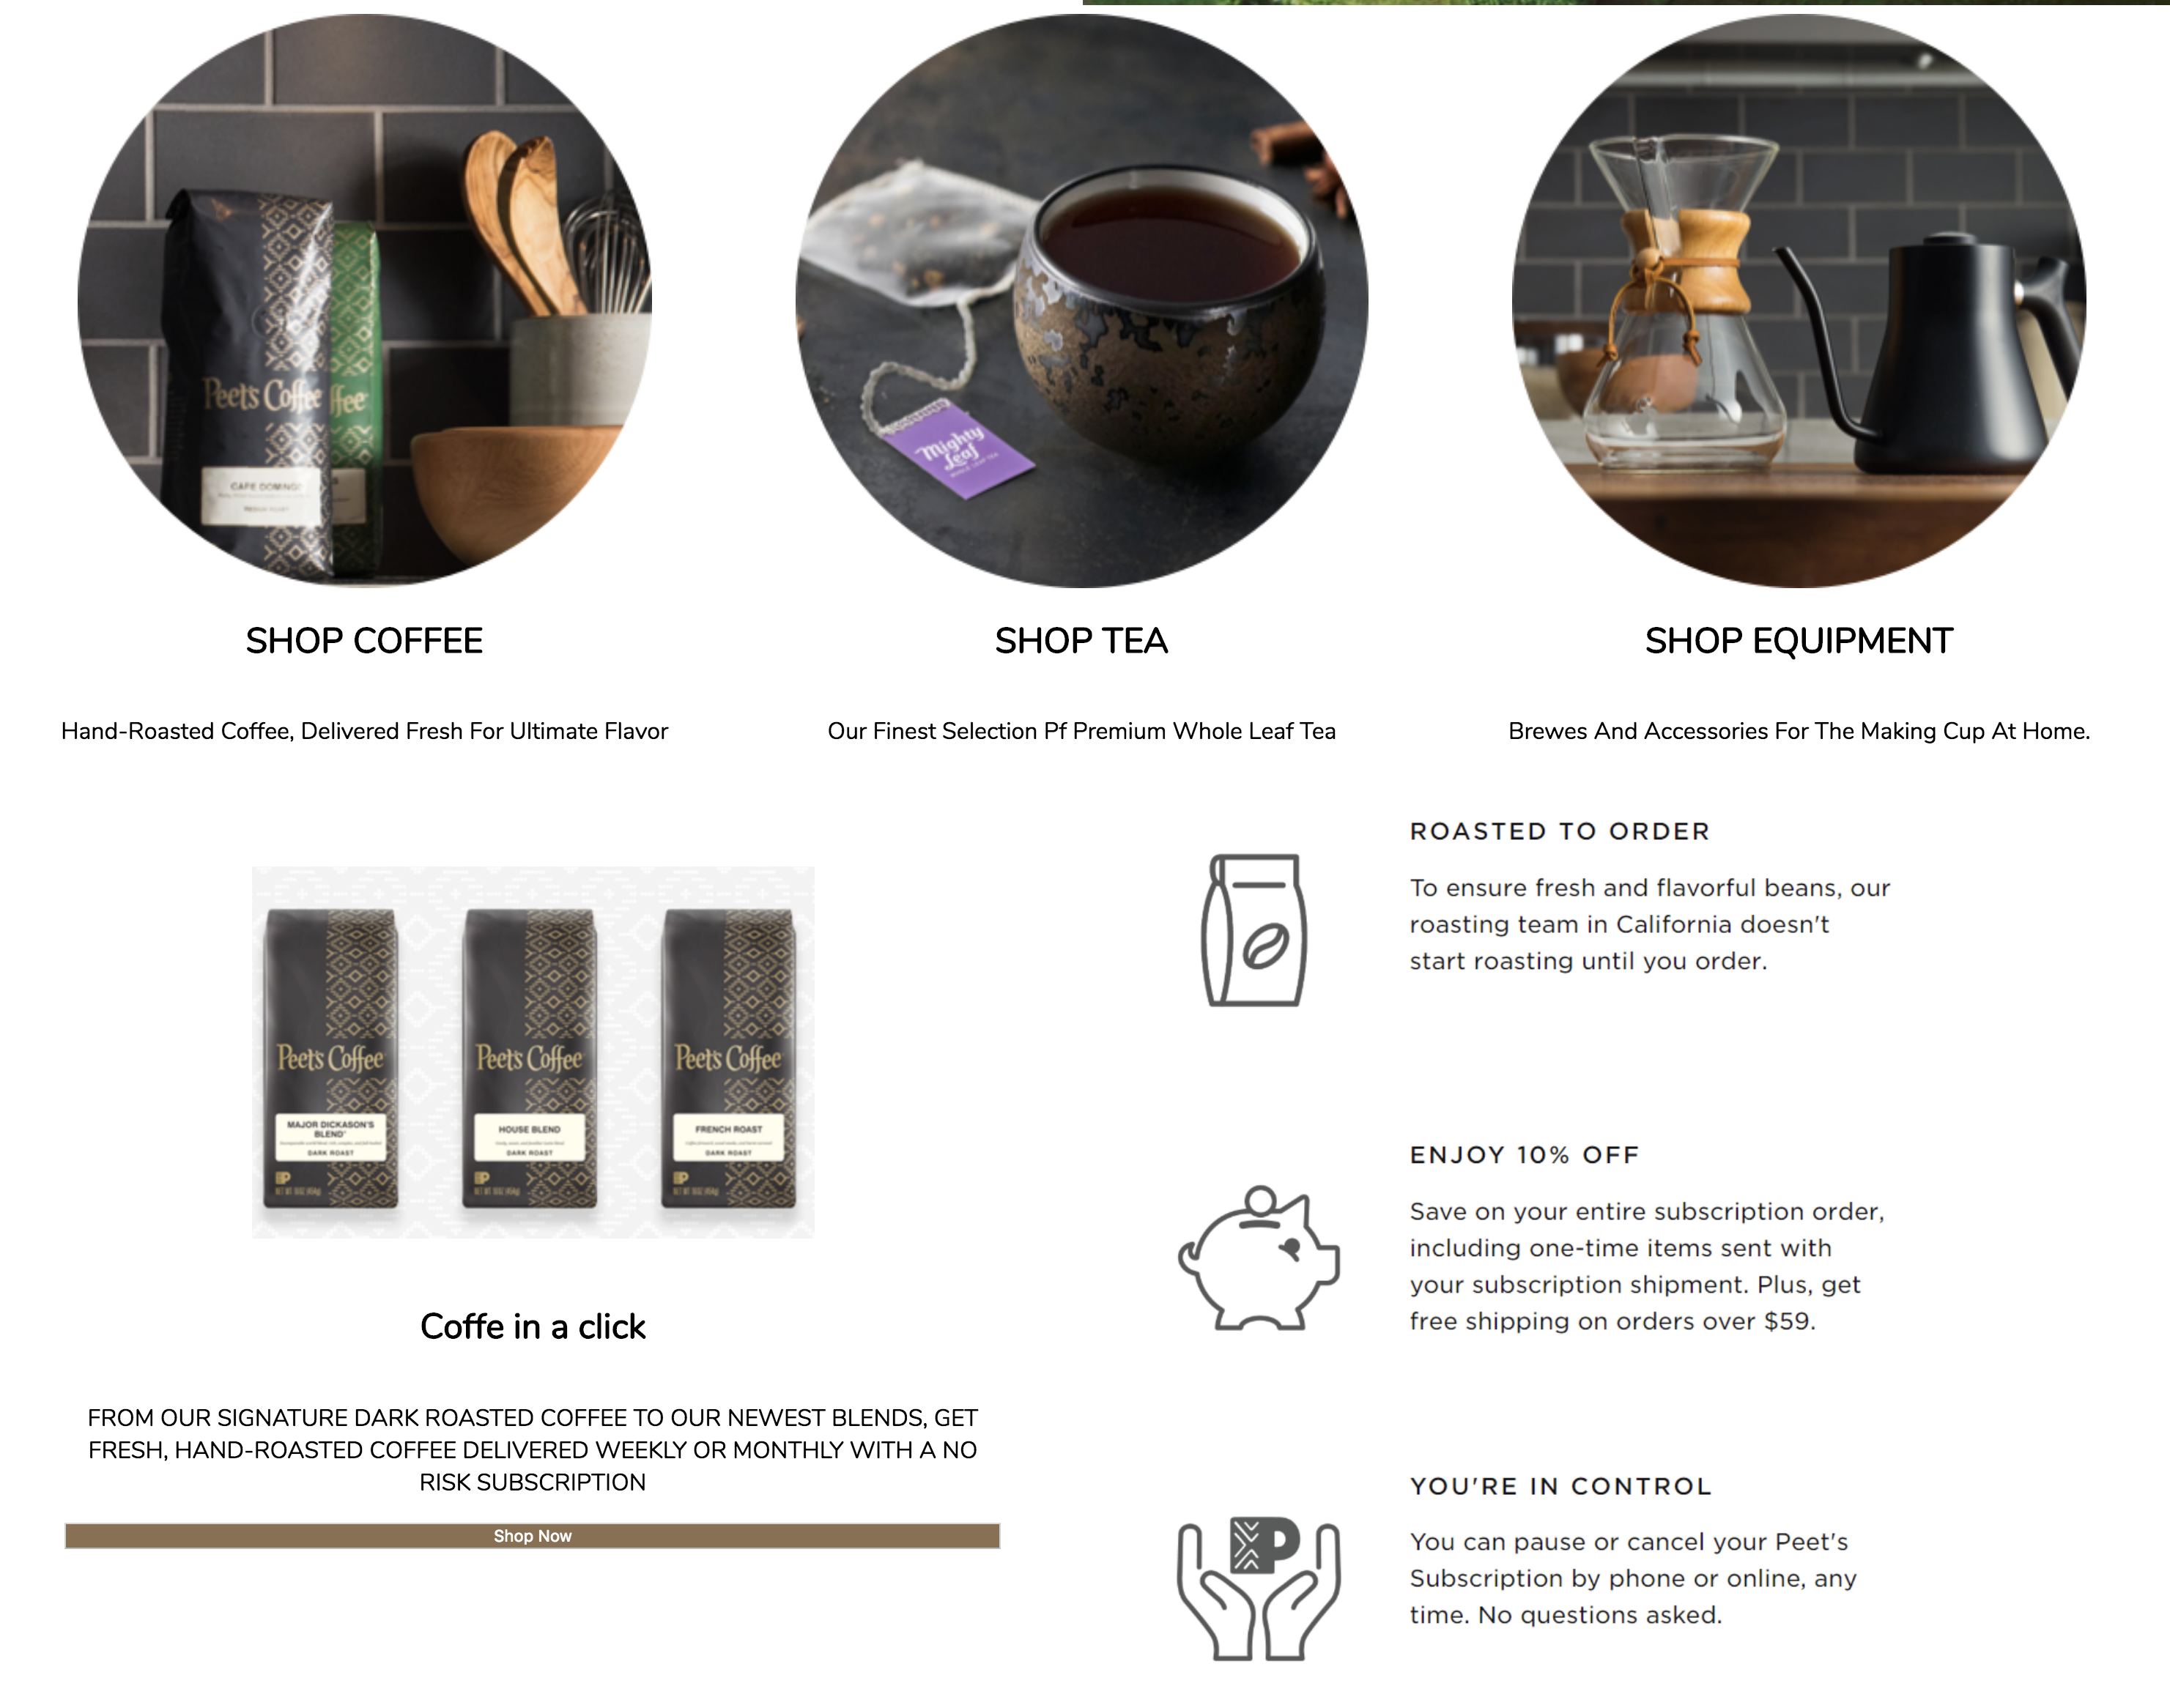 Peet's Coffee
ffee
CAFE DOMINGO
MEDIUM ROAST
Mighty
Leaf
WHOLE LEAF TEA
SHOP COFFEE
SHOP TEA
SHOP EQUIPMENT
Hand-Roasted Coffee, Delivered Fresh For Ultimate Flavor
Our Finest Selection Pf Premium Whole Leaf Tea
Brewes And Accessories For The Making Cup At Home.
Peet's Coffee
MAJOR DICKASON'S
BLEND
DARK ROAST
Peet's Coffee
HOUSE BLEND
DARK ROAST
Peet's Coffee
FRENCH ROAST
DARK ROAST
Coffe in a click
FROM OUR SIGNATURE DARK ROASTED COFFEE TO OUR NEWEST BLENDS, GET
FRESH, HAND-ROASTED COFFEE DELIVERED WEEKLY OR MONTHLY WITH A NO
RISK SUBSCRIPTION
Shop Now
ROASTED TO ORDER
To ensure fresh and flavorful beans, our
roasting team in California doesn't
start roasting until you order.
ENJOY 10% OFF
Save on your entire subscription order,
including one-time items sent with
your subscription shipment. Plus, get
free shipping on orders over $59.
P
YOU'RE IN CONTROL
You can pause or cancel your Peet's
Subscription by phone or online, any
time. No questions asked.